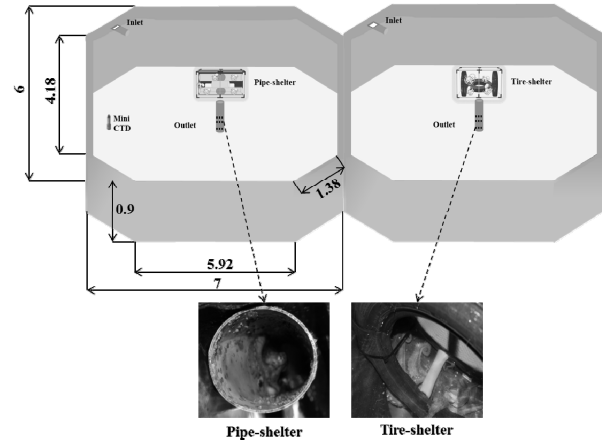 Inlet
Inlet
6
4.18
Pipe-shelter
Tire-shelter
Mini
CTD
Outlet
Outlet
1.38
0.9
5.92
7
Pipe-shelter
Tire-shelter